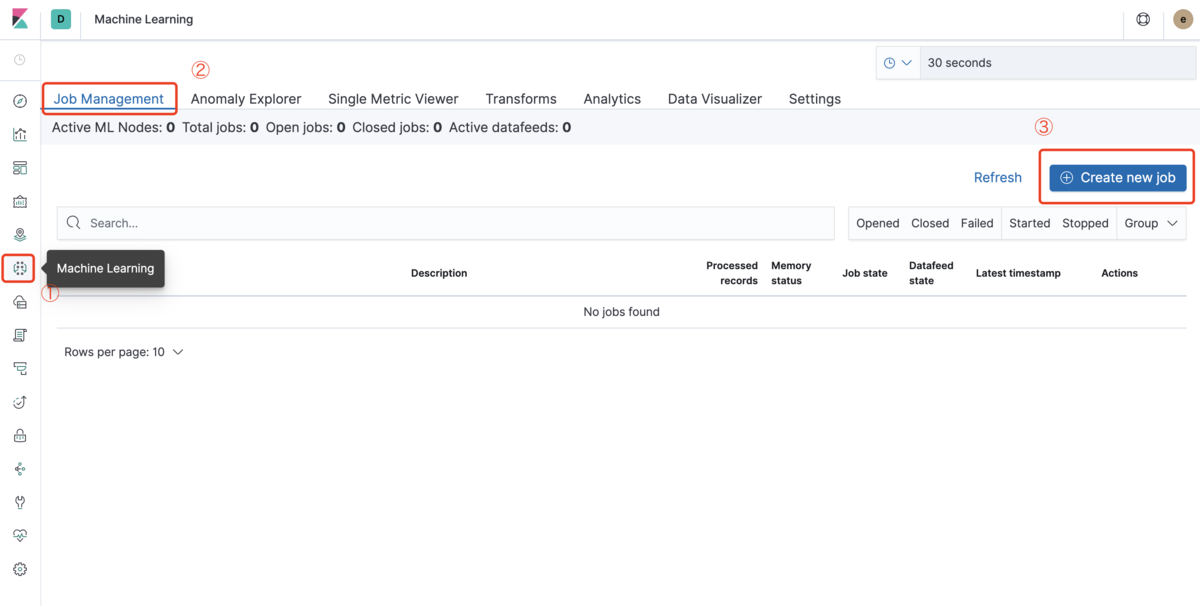 D Machine Learning e
30 seconds
②
Job Management Anomaly Explorer Single Metric Viewer Transforms Analytics Data Visualizer Settings
Active ML Nodes: 0 Total jobs: 0 Open jobs: 0 Closed jobs: 0 Active datafeeds: 0
③
Refresh Create new job
Search... Opened Closed Failed Started Stopped Group
Machine Learning
①
Description Processed records Memory status Job state Datafeed state Latest timestamp Actions
No jobs found
Rows per page: 10